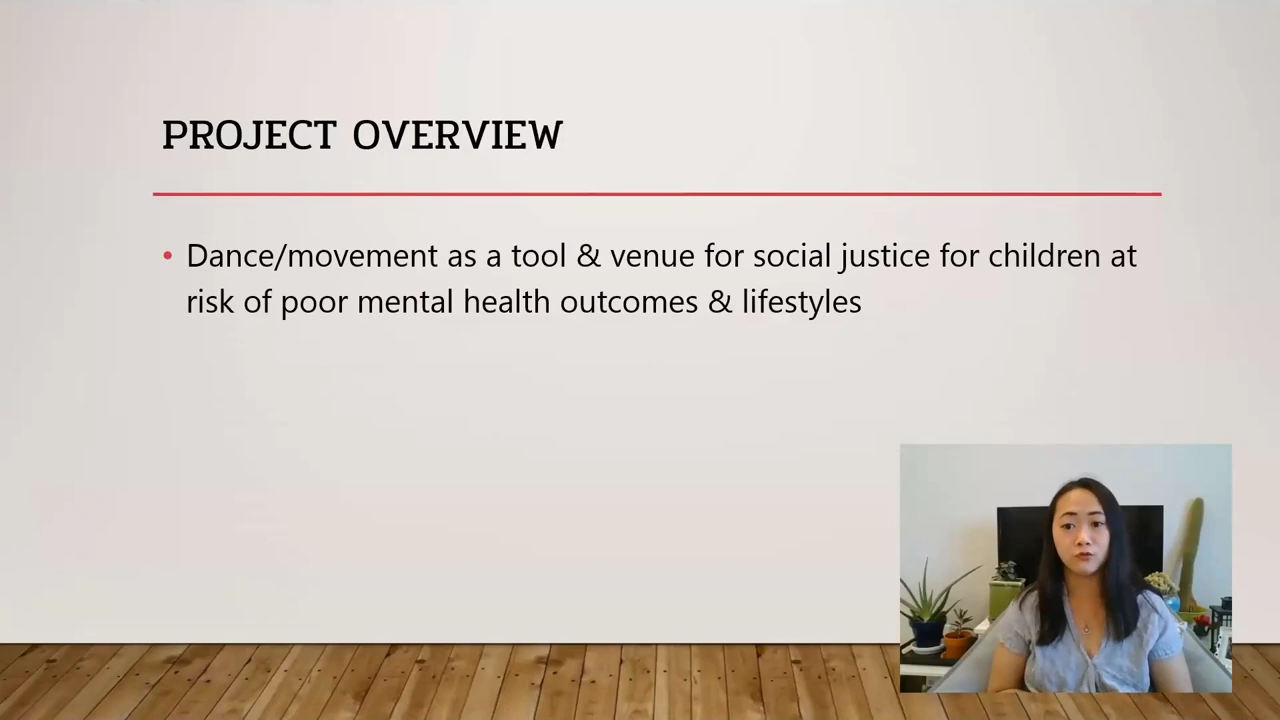 PROJECT OVERVIEW
• Dance/movement as a tool & venue for social justice for children at
risk of poor mental health outcomes & lifestyles